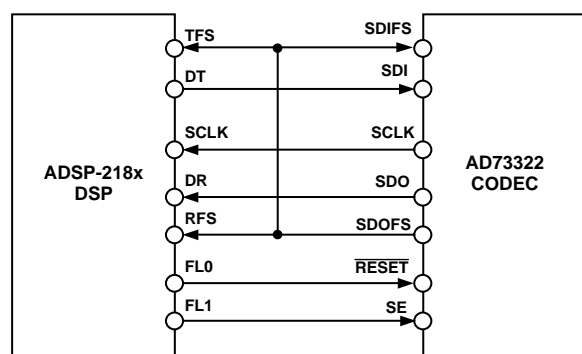 TFS SDIFS
DT SDI
SCLK SCLK
ADSP-218x
DSP
AD73322
CODEC
DR SDO
RFS SDOFS
FL0 RESET
FL1 SE